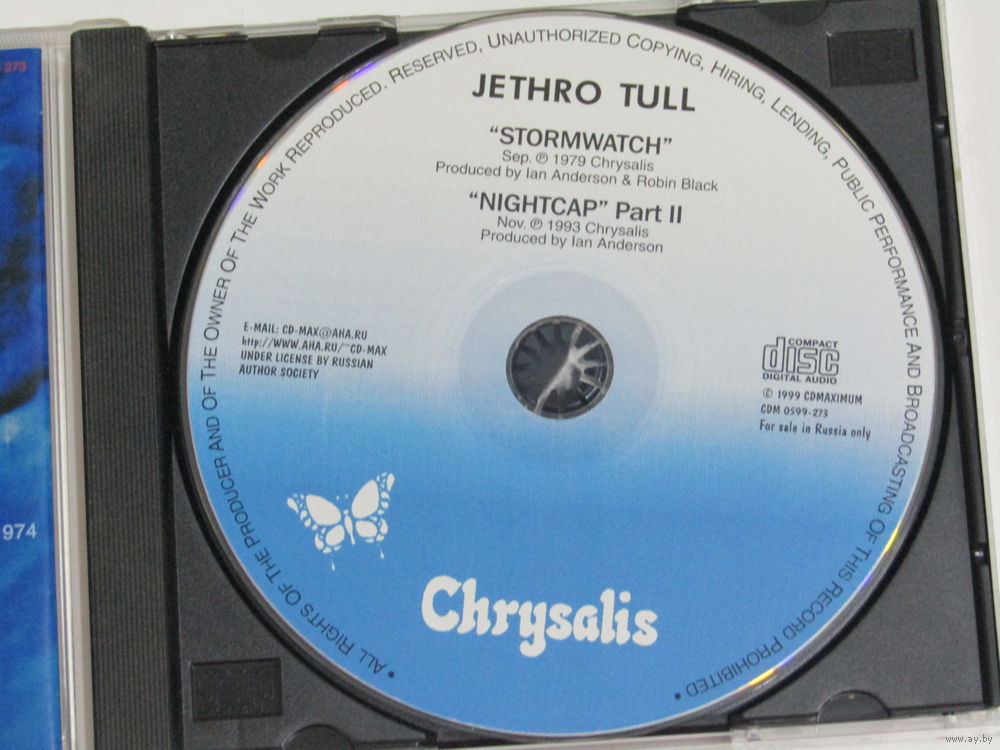 273
974
• ALL RIGHTS OF THE PRODUCER AND OF THE OWNER OF THE WORK REPRODUCED. RESERVED, UNAUTHORIZED COPYING, HIRING, LENDING, PUBLIC PERFORMANCE AND BROADCASTING OF THIS RECORD PROHIBITED •
JETHRO TULL
“STORMWATCH”
Sep. ℗ 1979 Chrysalis
Produced by Ian Anderson & Robin Black
“NIGHTCAP” Part II
Nov. ℗ 1993 Chrysalis
Produced by Ian Anderson
E-MAIL: CD-MAX@AHA.RU
http://WWW.AHA.RU/~CD-MAX
UNDER LICENSE BY RUSSIAN
AUTHOR SOCIETY
COMPACT
disc
DIGITAL AUDIO
© 1999 CDMAXIMUM
CDM 0599-273
For sale in Russia only
Chrysalis
www.ay.by